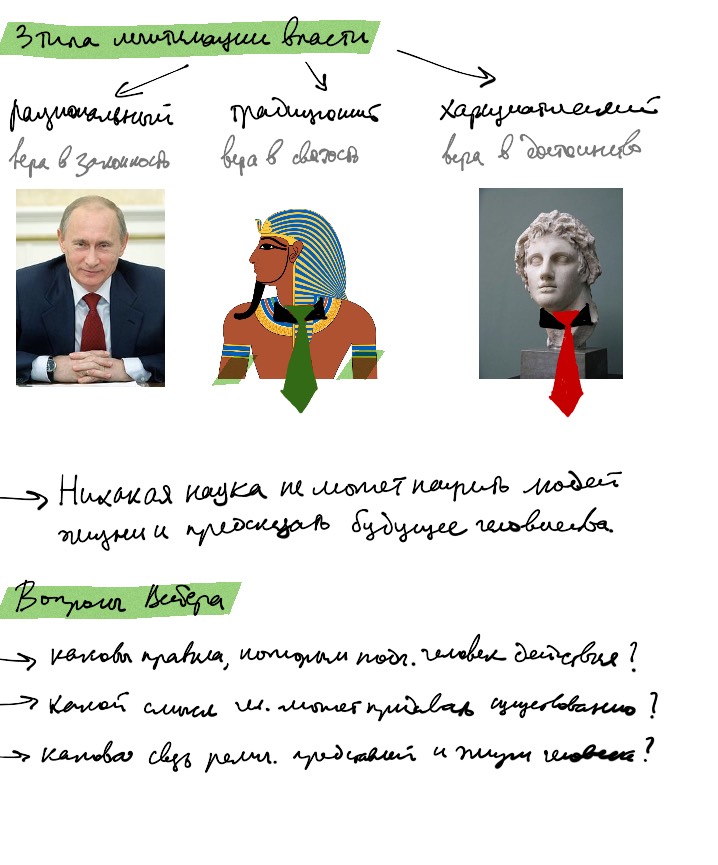 3 типа легитимации власти
рациональный традиционный харизматический
вера в законность вера в святость вера в достоинство
Никакая наука не может научить людей
жизни и предсказать будущее человечества
Вопросы Вебера
каковы правила, которым подч. человек действия?
какой смысл чел. может придавать существованию?
какова связь религ. представлений и жизни человека?